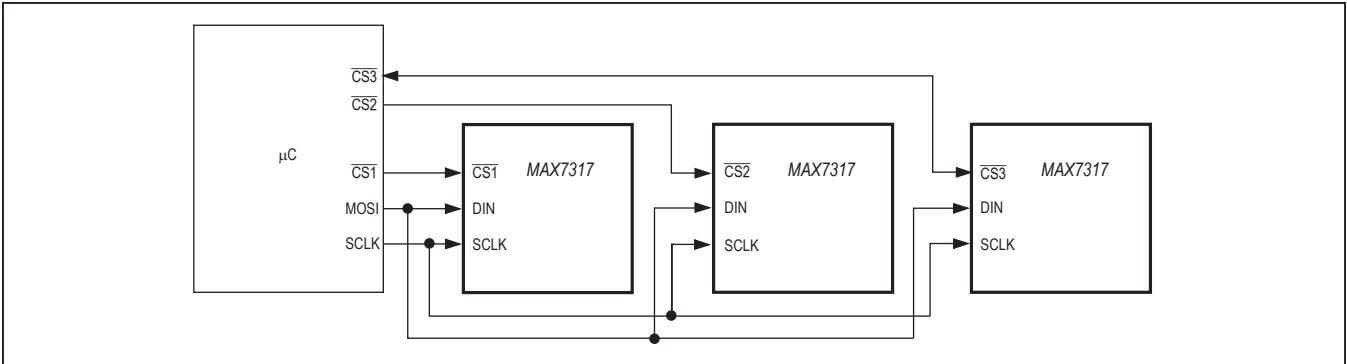 CS3
CS2
μC
CS1
MOSI
SCLK
CS1
MAX7317
DIN
SCLK
CS2
MAX7317
DIN
SCLK
CS3
MAX7317
DIN
SCLK